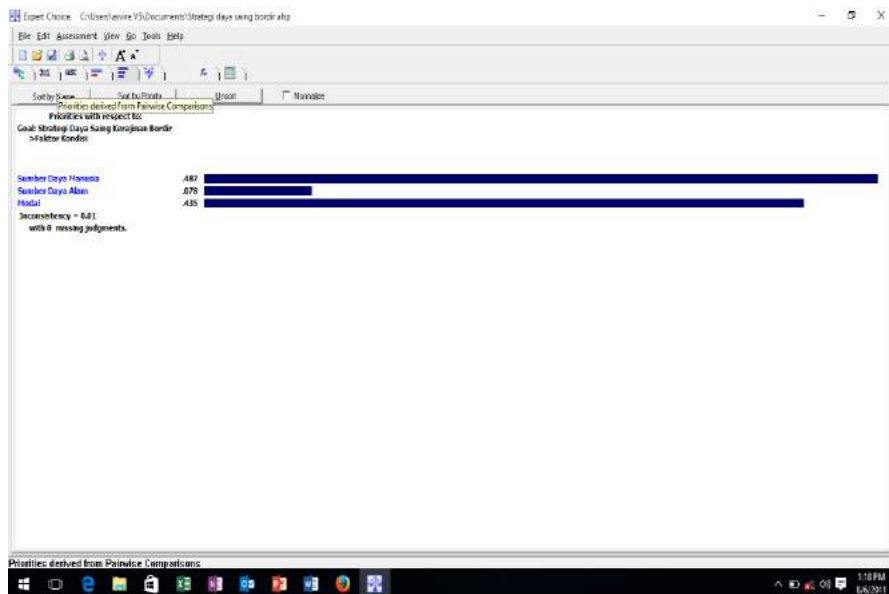 Expert Choice C:\Users\ Documents\Strategi daya saing bordir.ahp
File Edit Assessment View Go Tools Help
Sort by Name Sort by Priority Unsort Normalize
Priorities derived from Pairwise Comparisons
Priorities with respect to:
Goal: Strategi Daya Saing Kerajinan Bordir
>Faktor Kondisi
Sumber Daya Manusia .487
Sumber Daya Alam .078
Modal .435
Inconsistency = 0.01
with 0 missing judgments.
Priorities derived from Pairwise Comparisons
1:18 PM